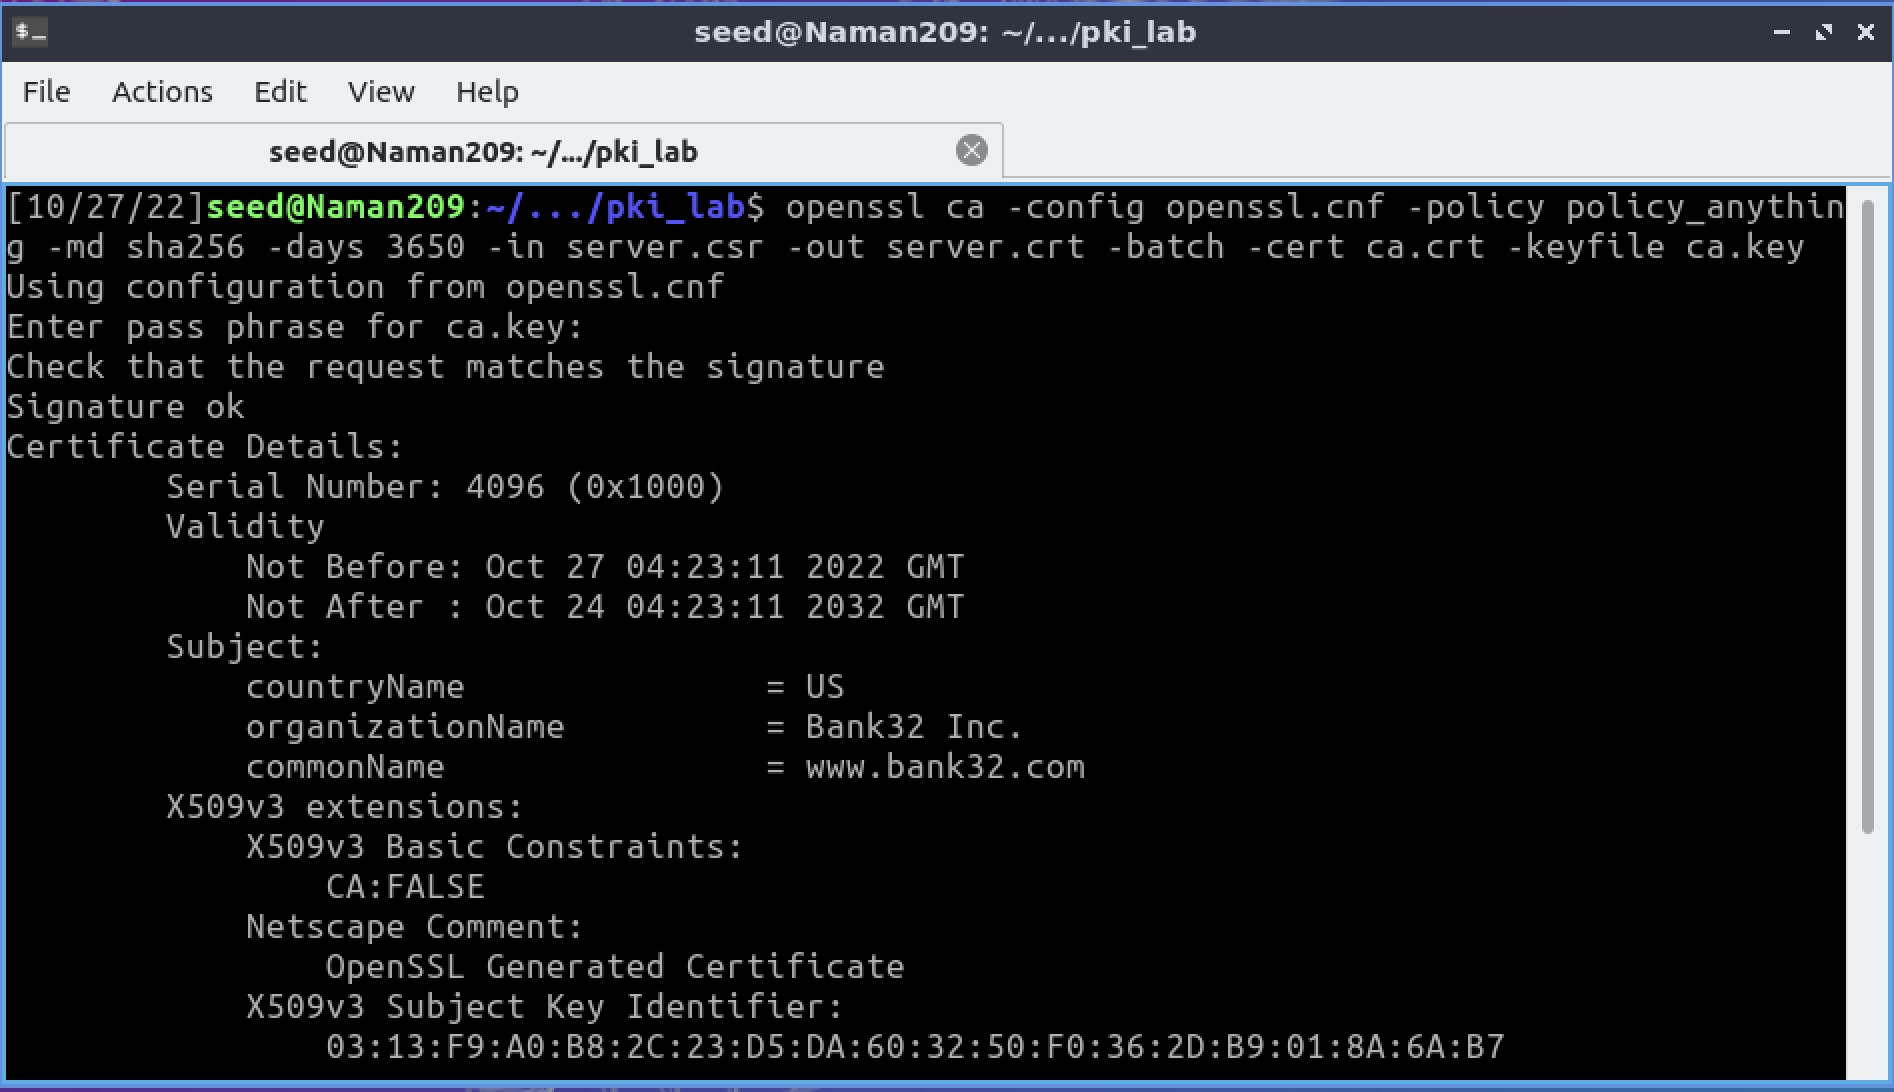 seed@Naman209: ~/.../pki_lab
File Actions Edit View Help
seed@Naman209: ~/.../pki_lab
[10/27/22]seed@Naman209:~/.../pki_lab$ openssl ca -config openssl.cnf -policy policy_anythin
g -md sha256 -days 3650 -in server.csr -out server.crt -batch -cert ca.crt -keyfile ca.key
Using configuration from openssl.cnf
Enter pass phrase for ca.key:
Check that the request matches the signature
Signature ok
Certificate Details:
        Serial Number: 4096 (0x1000)
        Validity
            Not Before: Oct 27 04:23:11 2022 GMT
            Not After : Oct 24 04:23:11 2032 GMT
        Subject:
            countryName               = US
            organizationName          = Bank32 Inc.
            commonName                = www.bank32.com
        X509v3 extensions:
            X509v3 Basic Constraints:
                CA:FALSE
            Netscape Comment:
                OpenSSL Generated Certificate
            X509v3 Subject Key Identifier:
                03:13:F9:A0:B8:2C:23:D5:DA:60:32:50:F0:36:2D:B9:01:8A:6A:B7